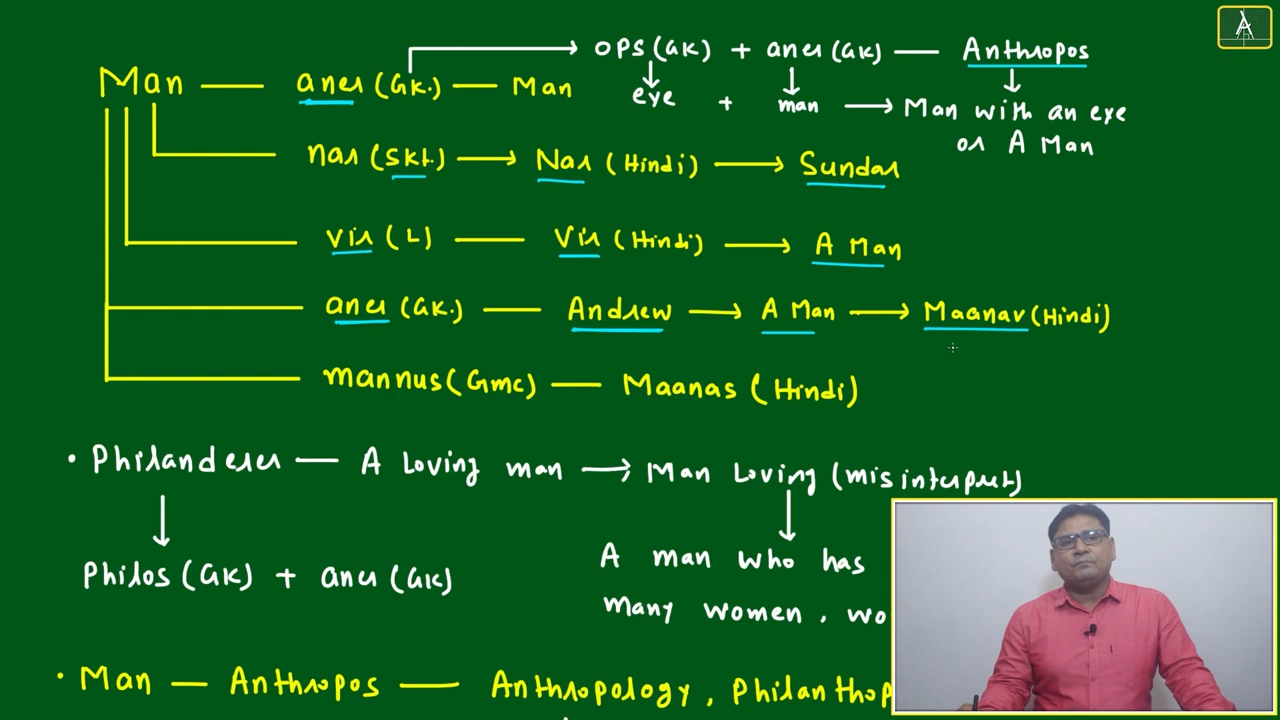 OPS (GK) + aner (GK) — Anthropos
Man — aner (GK.) — Man
eye + man → Man with an eye
or A Man
nar (Skt.) → Nar (Hindi) → Sundar
Vir (L) — Vir (Hindi) → A Man
aner (GK.) — Andrew → A Man → Maanav (Hindi)
mannus (Gmc) — Maanas (Hindi)
• Philanderer — A Loving man → Man Loving (misinterpret)
Philos (GK) + aner (GK)
A man who has
many women,
• Man — Anthropos — Anthropology,